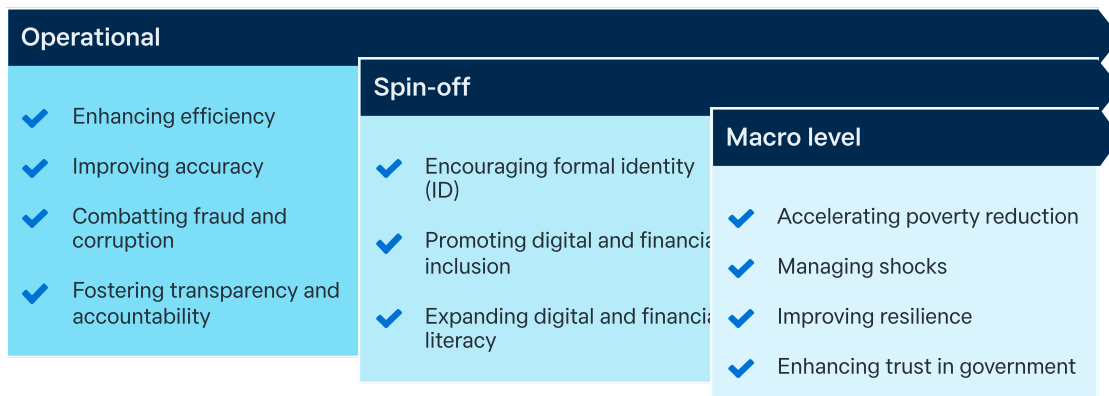 Operational
Enhancing efficiency
Improving accuracy
Combatting fraud and
corruption
Fostering transparency and
accountability
Spin-off
Encouraging formal identity
(ID)
Promoting digital and financia
inclusion
Expanding digital and financia
literacy
Macro level
Accelerating poverty reduction
Managing shocks
Improving resilience
Enhancing trust in government